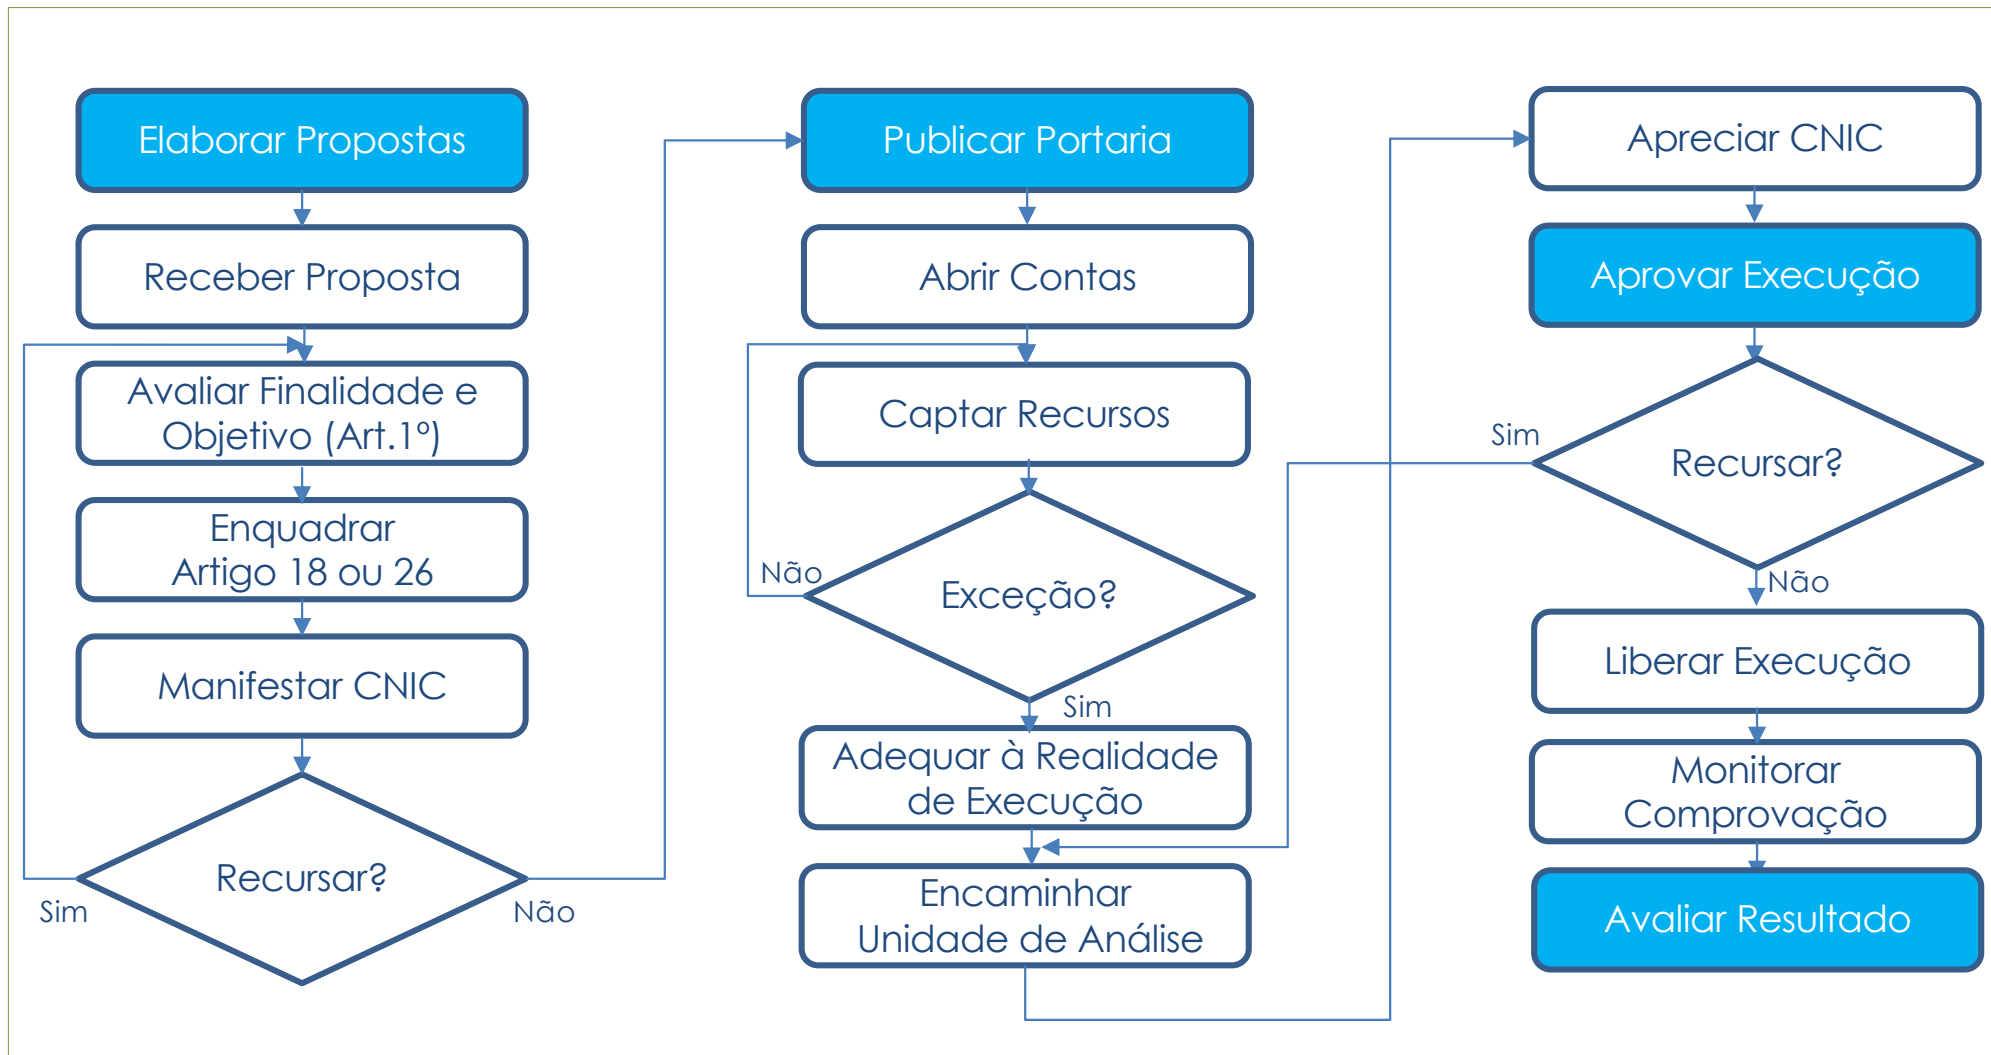 Elaborar Propostas
Receber Proposta
Avaliar Finalidade e
Objetivo (Art.1º)
Enquadrar
Artigo 18 ou 26
Manifestar CNIC
Recursar?
Sim
Não
Publicar Portaria
Abrir Contas
Captar Recursos
Não
Exceção?
Sim
Adequar à Realidade
de Execução
Encaminhar
Unidade de Análise
Apreciar CNIC
Aprovar Execução
Sim
Recursar?
Não
Liberar Execução
Monitorar
Comprovação
Avaliar Resultado